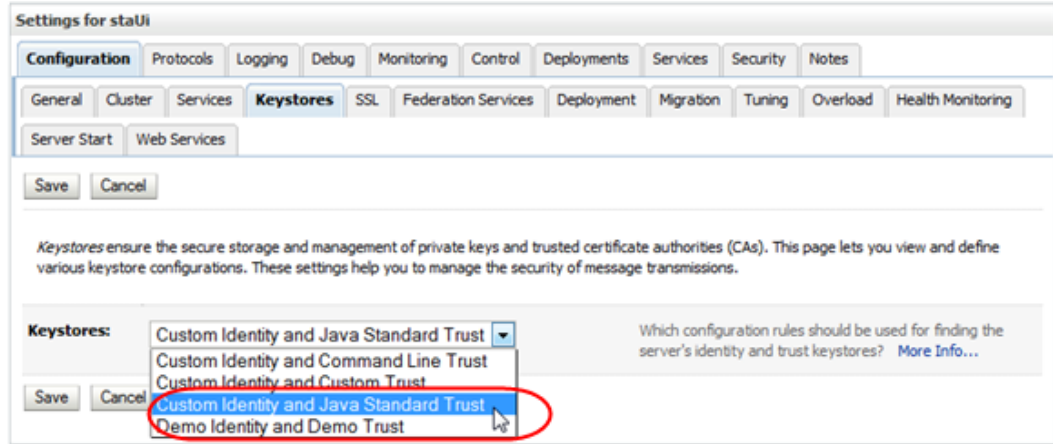 Settings for staUi
Configuration Protocols Logging Debug Monitoring Control Deployments Services Security Notes
General Cluster Services Keystores SSL Federation Services Deployment Migration Tuning Overload Health Monitoring
Server Start Web Services
Save Cancel
Keystores ensure the secure storage and management of private keys and trusted certificate authorities (CAs). This page lets you view and define
various keystore configurations. These settings help you to manage the security of message transmissions.
Keystores:
Custom Identity and Java Standard Trust
Custom Identity and Command Line Trust
Custom Identity and Custom Trust
Custom Identity and Java Standard Trust
Demo Identity and Demo Trust
Which configuration rules should be used for finding the
server's identity and trust keystores? More Info...
Save Cancel